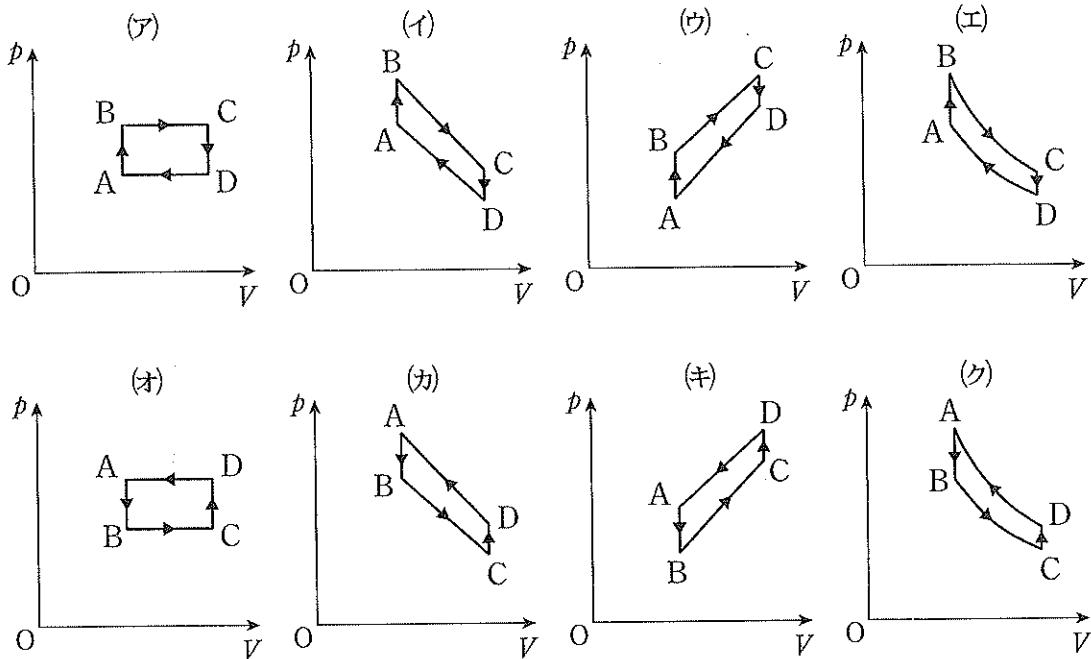 (ア) (イ) (ウ) (エ)
p p p p
B C B C B
B
A D A C A D A C
D D
O V O V O V O V
(オ) (カ) (キ) (ク)
p p p p
A D A D A
B C B D A C B D
C B C
O V O V O V O V